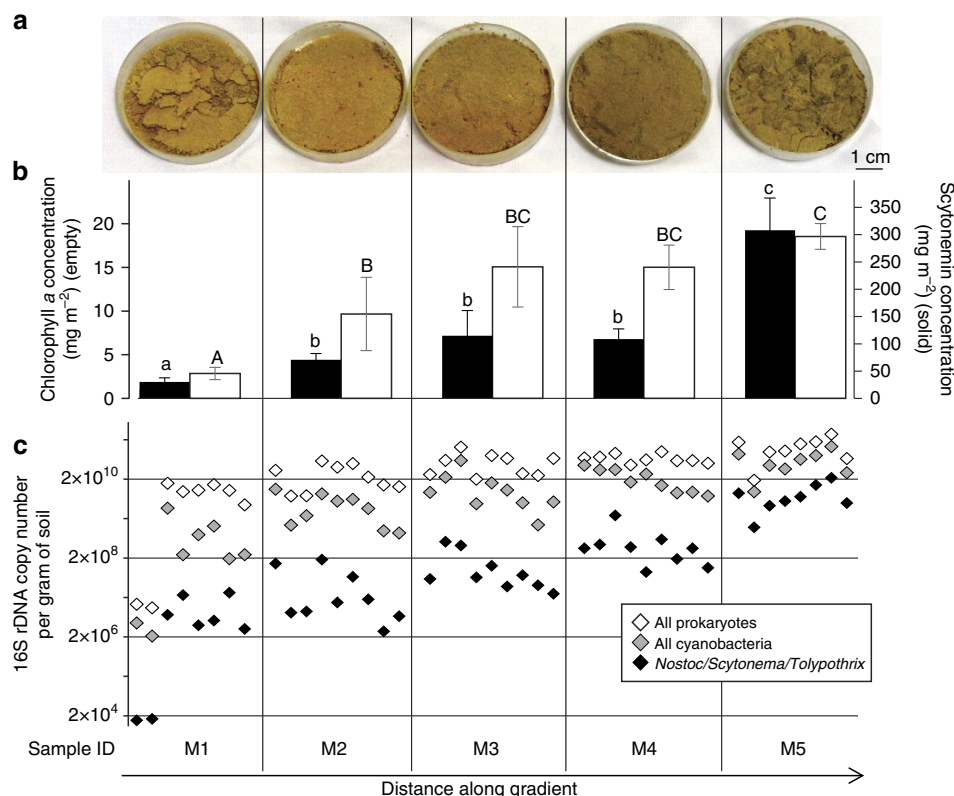 a
1 cm
b
Chlorophyll a concentration
(mg m⁻²) (empty)
20
15
10
5
0
a
A
b
B
b
BC
b
BC
c
C
350
300
250
200
150
100
50
0
Scytonemin concentration
(mg m⁻²) (solid)
c
16S rDNA copy number
per gram of soil
2×10¹⁰
2×10⁸
2×10⁶
2×10⁴
All prokaryotes
All cyanobacteria
Nostoc/Scytonema/Tolypothrix
Sample ID M1 M2 M3 M4 M5
Distance along gradient